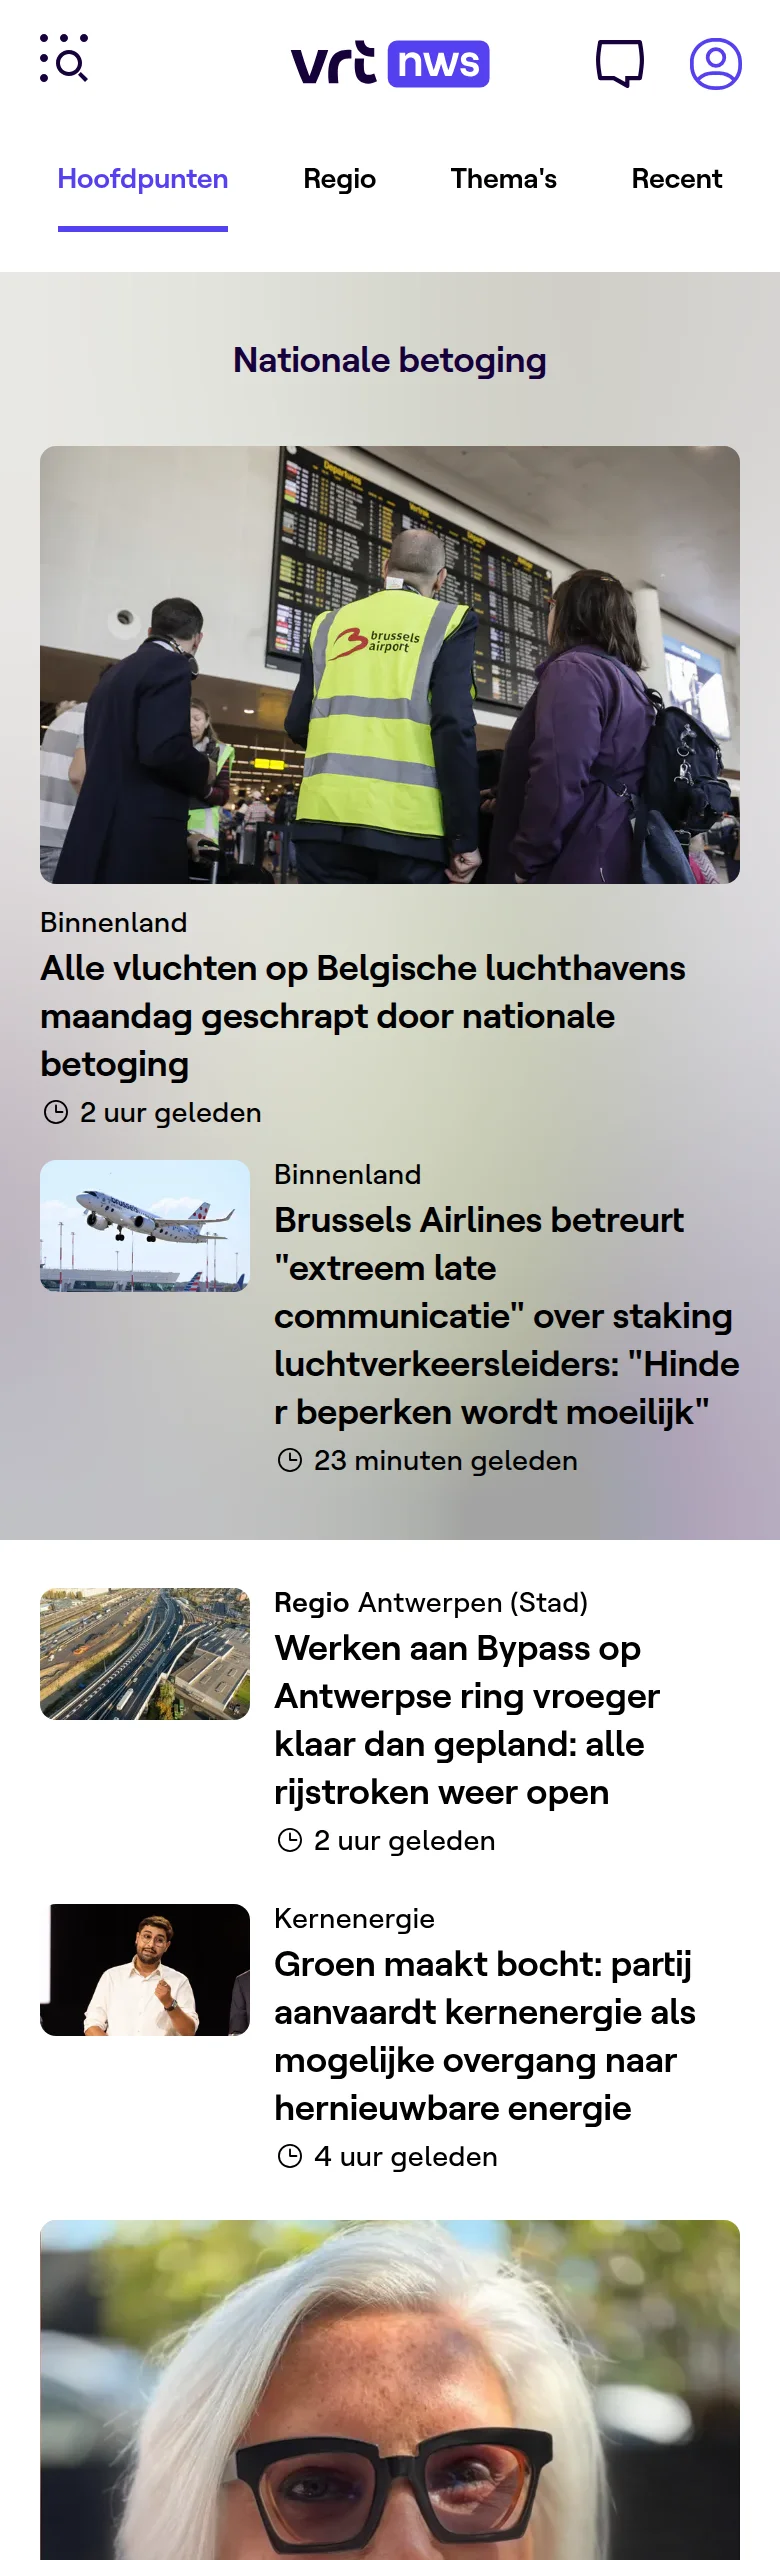 vrt nws
Hoofdpunten Regio Thema's Recent
Nationale betoging
Departures
brussels
airport
Binnenland
Alle vluchten op Belgische luchthavens
maandag geschrapt door nationale
betoging
2 uur geleden
Binnenland
Brussels Airlines betreurt
"extreem late
communicatie" over staking
luchtverkeersleiders: "Hinde
r beperken wordt moeilijk"
23 minuten geleden
Regio Antwerpen (Stad)
Werken aan Bypass op
Antwerpse ring vroeger
klaar dan gepland: alle
rijstroken weer open
2 uur geleden
Kernenergie
Groen maakt bocht: partij
aanvaardt kernenergie als
mogelijke overgang naar
hernieuwbare energie
4 uur geleden